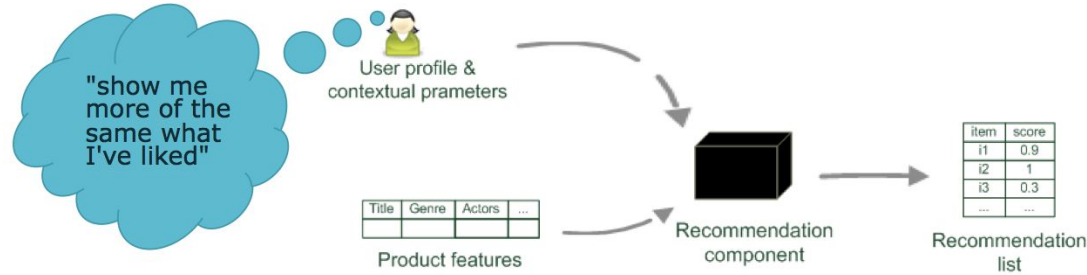 "show me
more of the
same what
I've liked"
User profile &
contextual prameters
Title Genre Actors ...
Product features
Recommendation
component
item score
i1 0.9
i2 1
i3 0.3
... ...
Recommendation
list